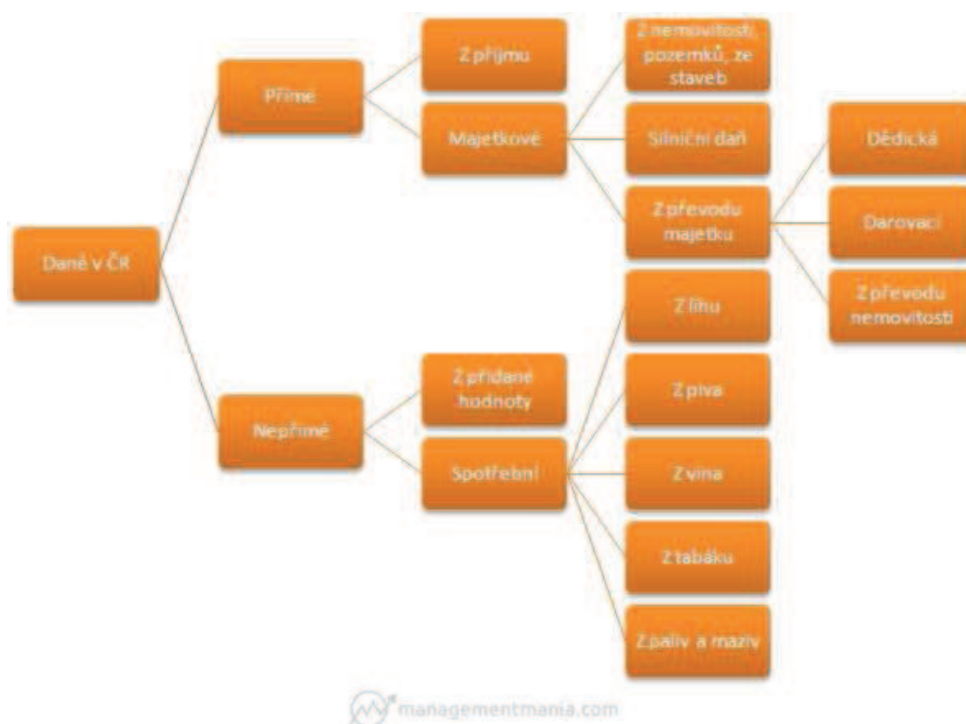 Daně v ČR
Přímé
Z příjmu
Majetkové
Z nemovitostí,
pozemků, ze
staveb
Silniční daň
Z převodu
majetku
Dědická
Darovací
Z převodu
nemovitosti
Nepřímé
Z přidané
hodnoty
Spotřební
Z lihu
Z piva
Z vína
Z tabáku
Z paliv a maziv
managementmania.com